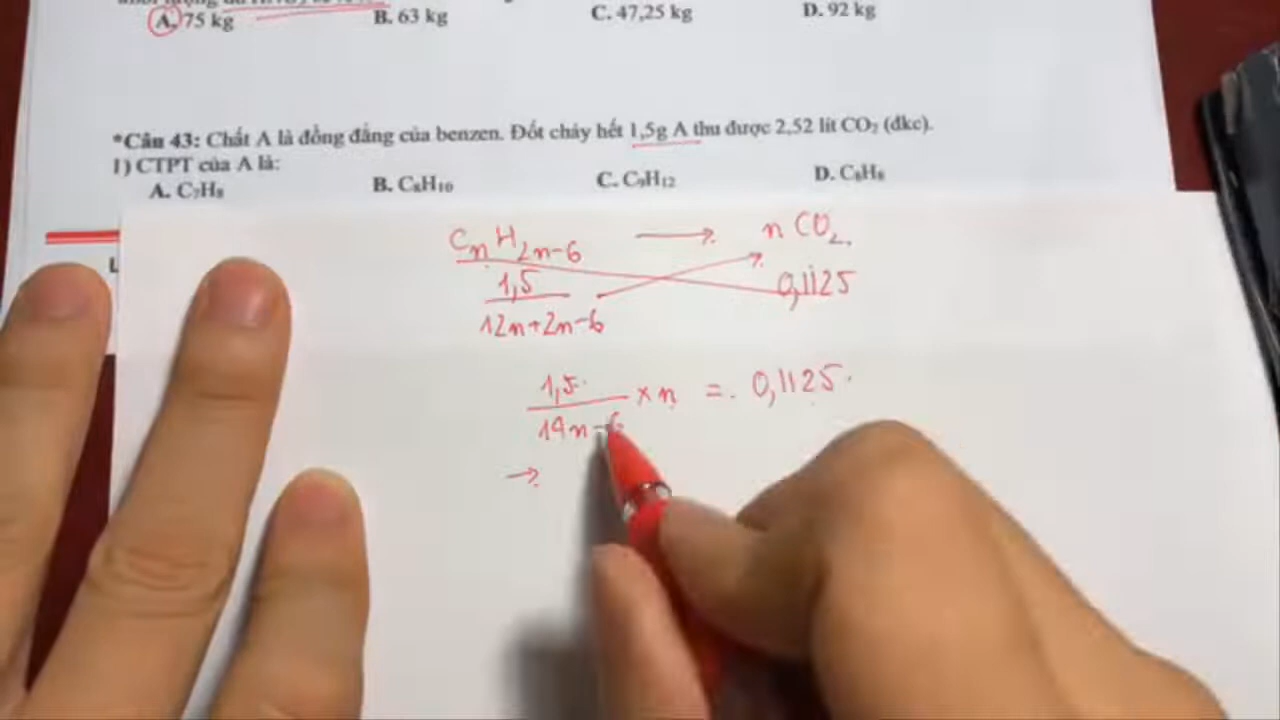 A. 75 kg B. 63 kg C. 47,25 kg D. 92 kg
*Câu 43: Chất A là đồng đẳng của benzen. Đốt cháy hết 1,5g A thu được 2,52 lít CO₂ (đkc).
1) CTPT của A là:
A. C₇H₈ B. C₈H₁₀ C. C₉H₁₂ D. C₆H₆
CnH2n-6 → n CO₂
1,5 0,1125
12n+2n-6
1,5 × n = 0,1125
14n-6
→